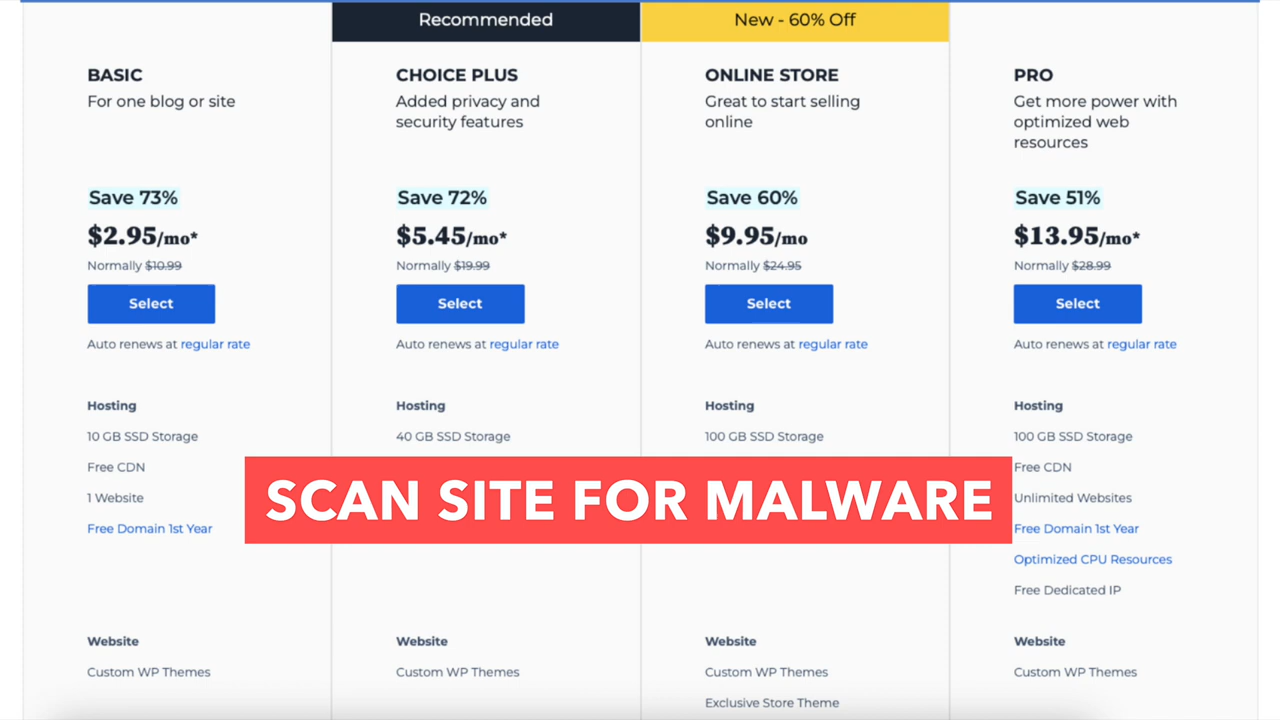 Recommended
New - 60% Off
BASIC
For one blog or site
Save 73%
$2.95/mo*
Normally $10.99
Select
Auto renews at regular rate
Hosting
10 GB SSD Storage
Free CDN
1 Website
Free Domain 1st Year
Website
Custom WP Themes
CHOICE PLUS
Added privacy and
security features
Save 72%
$5.45/mo*
Normally $19.99
Select
Auto renews at regular rate
Hosting
40 GB SSD Storage
Website
Custom WP Themes
ONLINE STORE
Great to start selling
online
Save 60%
$9.95/mo
Normally $24.95
Select
Auto renews at regular rate
Hosting
100 GB SSD Storage
Website
Custom WP Themes
Exclusive Store Theme
PRO
Get more power with
optimized web
resources
Save 51%
$13.95/mo*
Normally $28.99
Select
Auto renews at regular rate
Hosting
100 GB SSD Storage
Free CDN
Unlimited Websites
Free Domain 1st Year
Optimized CPU Resources
Free Dedicated IP
Website
Custom WP Themes
SCAN SITE FOR MALWARE